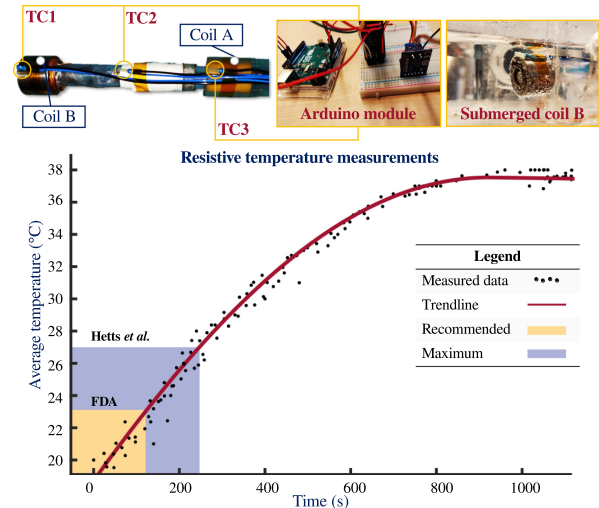 TC1
TC2
Coil A
Coil B
TC3
Arduino module
Submerged coil B
Resistive temperature measurements
Average temperature (°C)
38
36
34
32
30
28
26
24
22
20
Hetts et al.
FDA
Legend
Measured data
Trendline
Recommended
Maximum
0
200
400
600
800
1000
Time (s)